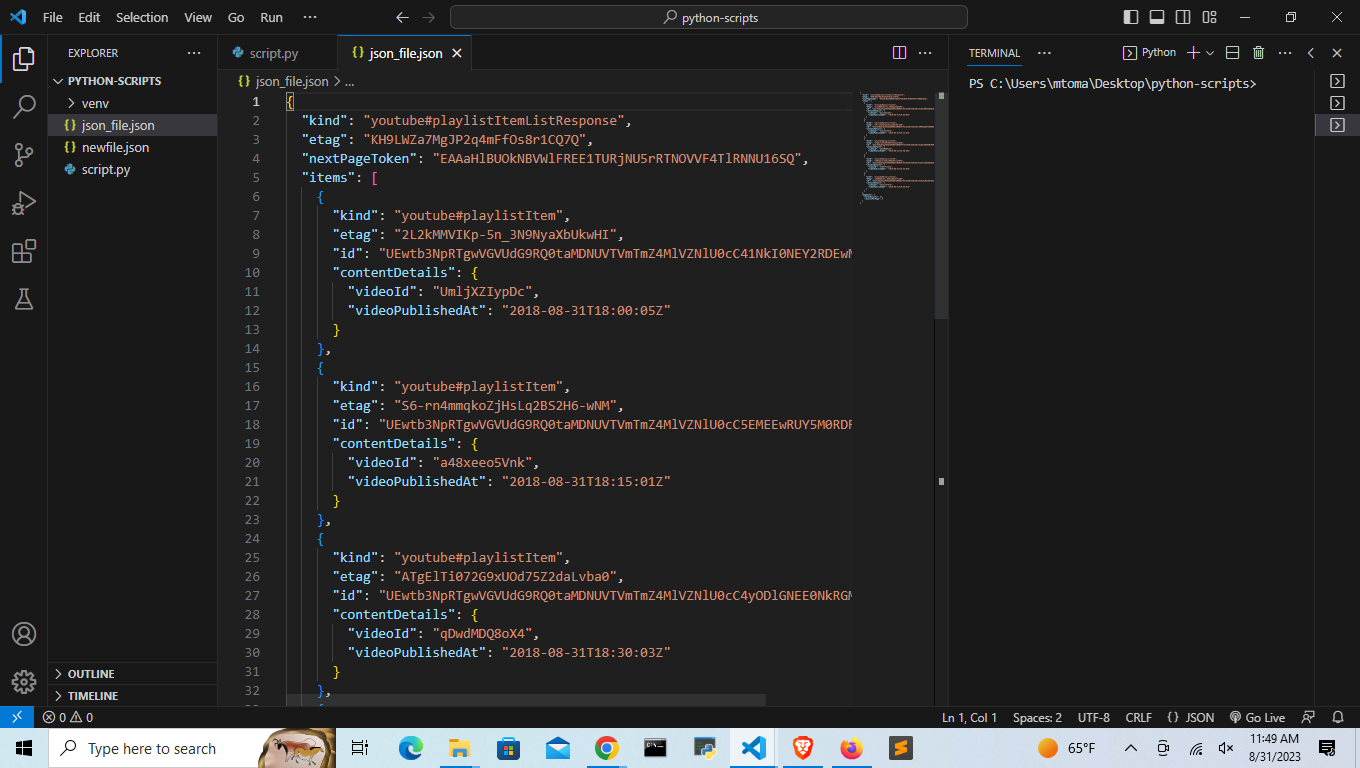 File Edit Selection View Go Run ···
python-scripts
EXPLORER
PYTHON-SCRIPTS
venv
json_file.json
newfile.json
script.py
OUTLINE
TIMELINE
script.py
json_file.json
json_file.json > ...
1 {
2 "kind": "youtube#playlistItemListResponse",
3 "etag": "KH9LWZa7MgJP2q4mFfOs8r1CQ7Q",
4 "nextPageToken": "EAAaHlBUOkNBVWlFREE1TURjNU5rRTNOVVF4TlRNNU16SQ",
5 "items": [
6 {
7 "kind": "youtube#playlistItem",
8 "etag": "2L2kMMVIKp-5n_3N9NyaXbUkwHI",
9 "id": "UEwtb3NpRTgwVGVUdG9RQ0taMDNUVTVmTmZ4MlVZNlU0cC41NkI0NEY2RDEwN
10 "contentDetails": {
11 "videoId": "UmljXZIypDc",
12 "videoPublishedAt": "2018-08-31T18:00:05Z"
13 }
14 },
15 {
16 "kind": "youtube#playlistItem",
17 "etag": "S6-rn4mmqkoZjHsLq2BS2H6-wNM",
18 "id": "UEwtb3NpRTgwVGVUdG9RQ0taMDNUVTVmTmZ4MlVZNlU0cC5EMEEwRUY5M0RDR
19 "contentDetails": {
20 "videoId": "a48xeeo5Vnk",
21 "videoPublishedAt": "2018-08-31T18:15:01Z"
22 }
23 },
24 {
25 "kind": "youtube#playlistItem",
26 "etag": "ATgElTi072G9xUOd75Z2daLvba0",
27 "id": "UEwtb3NpRTgwVGVUdG9RQ0taMDNUVTVmTmZ4MlVZNlU0cC4yODlGNEE0NkRGM
28 "contentDetails": {
29 "videoId": "qDwdMDQ8oX4",
30 "videoPublishedAt": "2018-08-31T18:30:03Z"
31 }
32 },
TERMINAL
Python
PS C:\Users\mtoma\Desktop\python-scripts>
0 0
Ln 1, Col 1 Spaces: 2 UTF-8 CRLF { } JSON Go Live
Type here to search
65°F
11:49 AM
8/31/2023